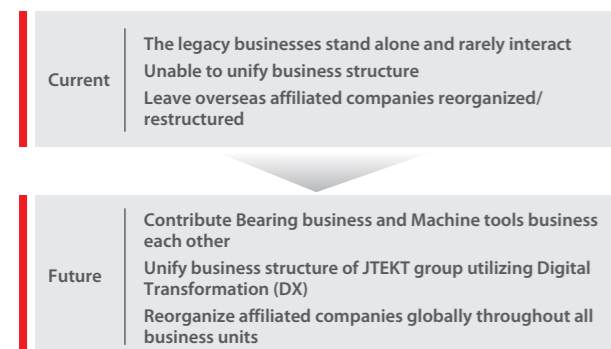 Current
The legacy businesses stand alone and rarely interact
Unable to unify business structure
Leave overseas affiliated companies reorganized/
restructured
Future
Contribute Bearing business and Machine tools business
each other
Unify business structure of JTEKT group utilizing Digital
Transformation (DX)
Reorganize affiliated companies globally throughout all
business units